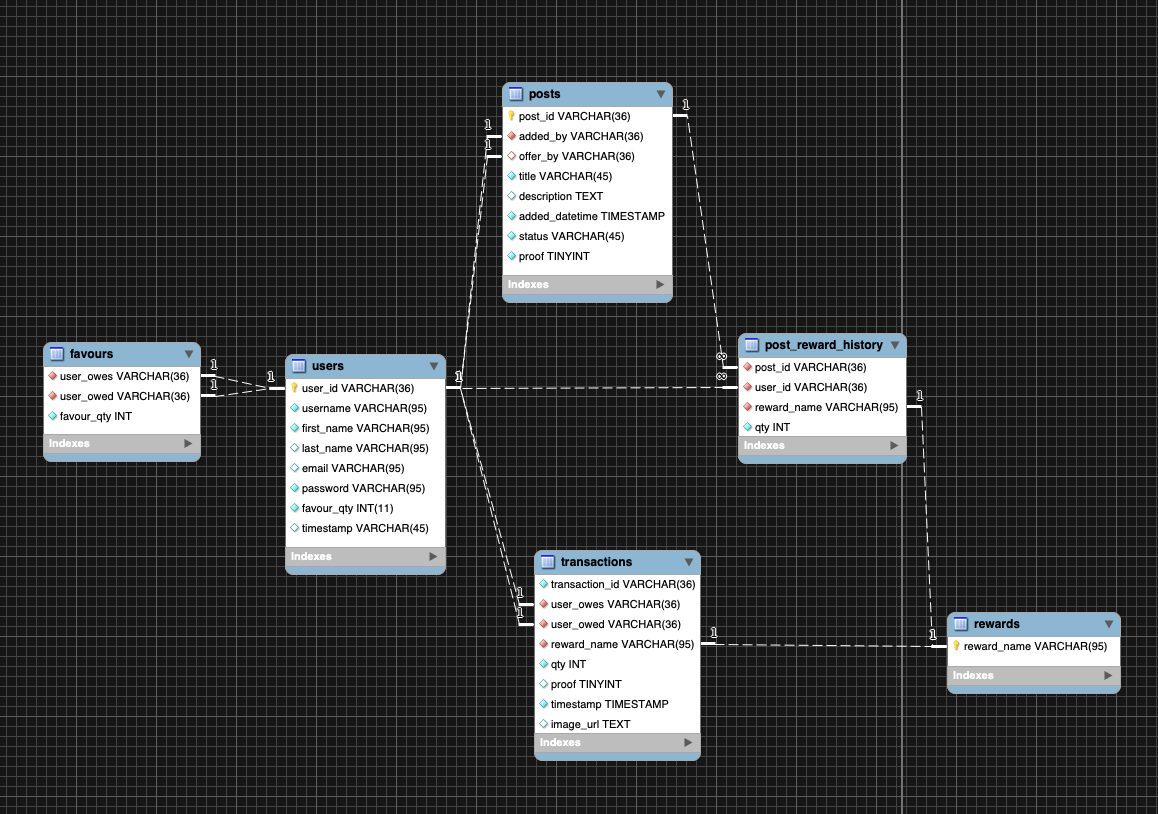 posts
post_id VARCHAR(36)
added_by VARCHAR(36)
offer_by VARCHAR(36)
title VARCHAR(45)
description TEXT
added_datetime TIMESTAMP
status VARCHAR(45)
proof TINYINT
Indexes
1
1
1
favours
user_owes VARCHAR(36)
user_owed VARCHAR(36)
favour_qty INT
Indexes
1
1
1
users
user_id VARCHAR(36)
username VARCHAR(95)
first_name VARCHAR(95)
last_name VARCHAR(95)
email VARCHAR(95)
password VARCHAR(95)
favour_qty INT(11)
timestamp VARCHAR(45)
Indexes
1
post_reward_history
post_id VARCHAR(36)
user_id VARCHAR(36)
reward_name VARCHAR(95)
qty INT
Indexes
∞
∞
1
transactions
transaction_id VARCHAR(36)
user_owes VARCHAR(36)
user_owed VARCHAR(36)
reward_name VARCHAR(95)
qty INT
proof TINYINT
timestamp TIMESTAMP
image_url TEXT
Indexes
1
1
1
rewards
reward_name VARCHAR(95)
Indexes
1